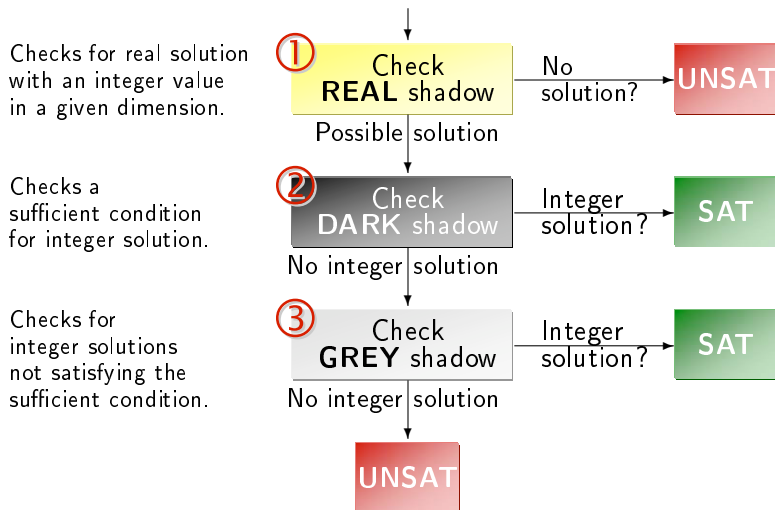 Checks for real solution
with an integer value
in a given dimension.
1
Check
REAL shadow
No
solution?
UNSAT
Possible solution
Checks a
sufficient condition
for integer solution.
2
Check
DARK shadow
Integer
solution?
SAT
No integer solution
Checks for
integer solutions
not satisfying the
sufficient condition.
3
Check
GREY shadow
Integer
solution?
SAT
No integer solution
UNSAT